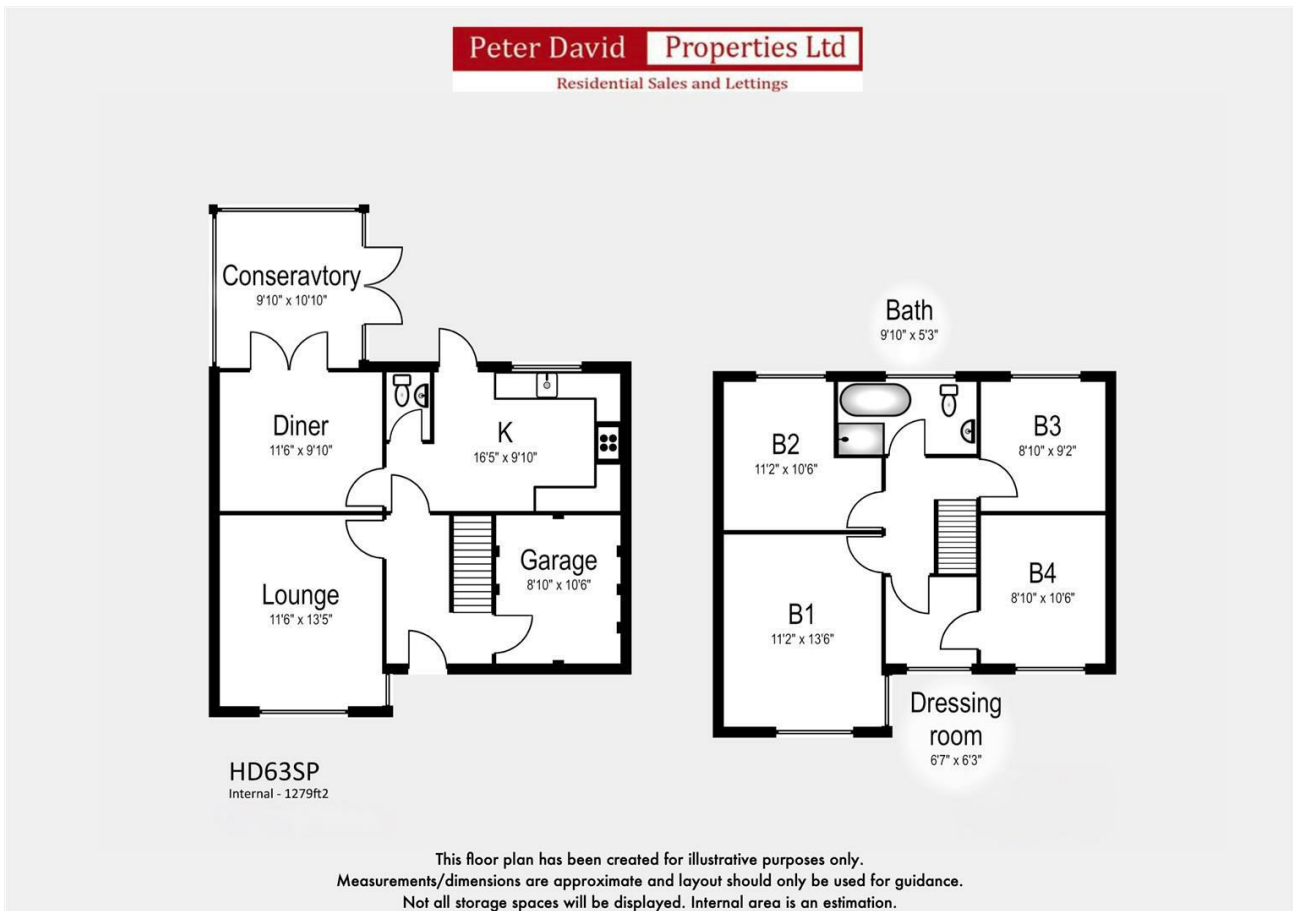 Peter David Properties Ltd
Residential Sales and Lettings
Conseravtory
9'10" x 10'10"
Diner
11'6" x 9'10"
K
16'5" x 9'10"
Lounge
11'6" x 13'5"
Garage
8'10" x 10'6"
HD63SP
Internal - 1279ft2
Bath
9'10" x 5'3"
B2
11'2" x 10'6"
B3
8'10" x 9'2"
B1
11'2" x 13'6"
B4
8'10" x 10'6"
Dressing
room
6'7" x 6'3"
This floor plan has been created for illustrative purposes only.
Measurements/dimensions are approximate and layout should only be used for guidance.
Not all storage spaces will be displayed. Internal area is an estimation.